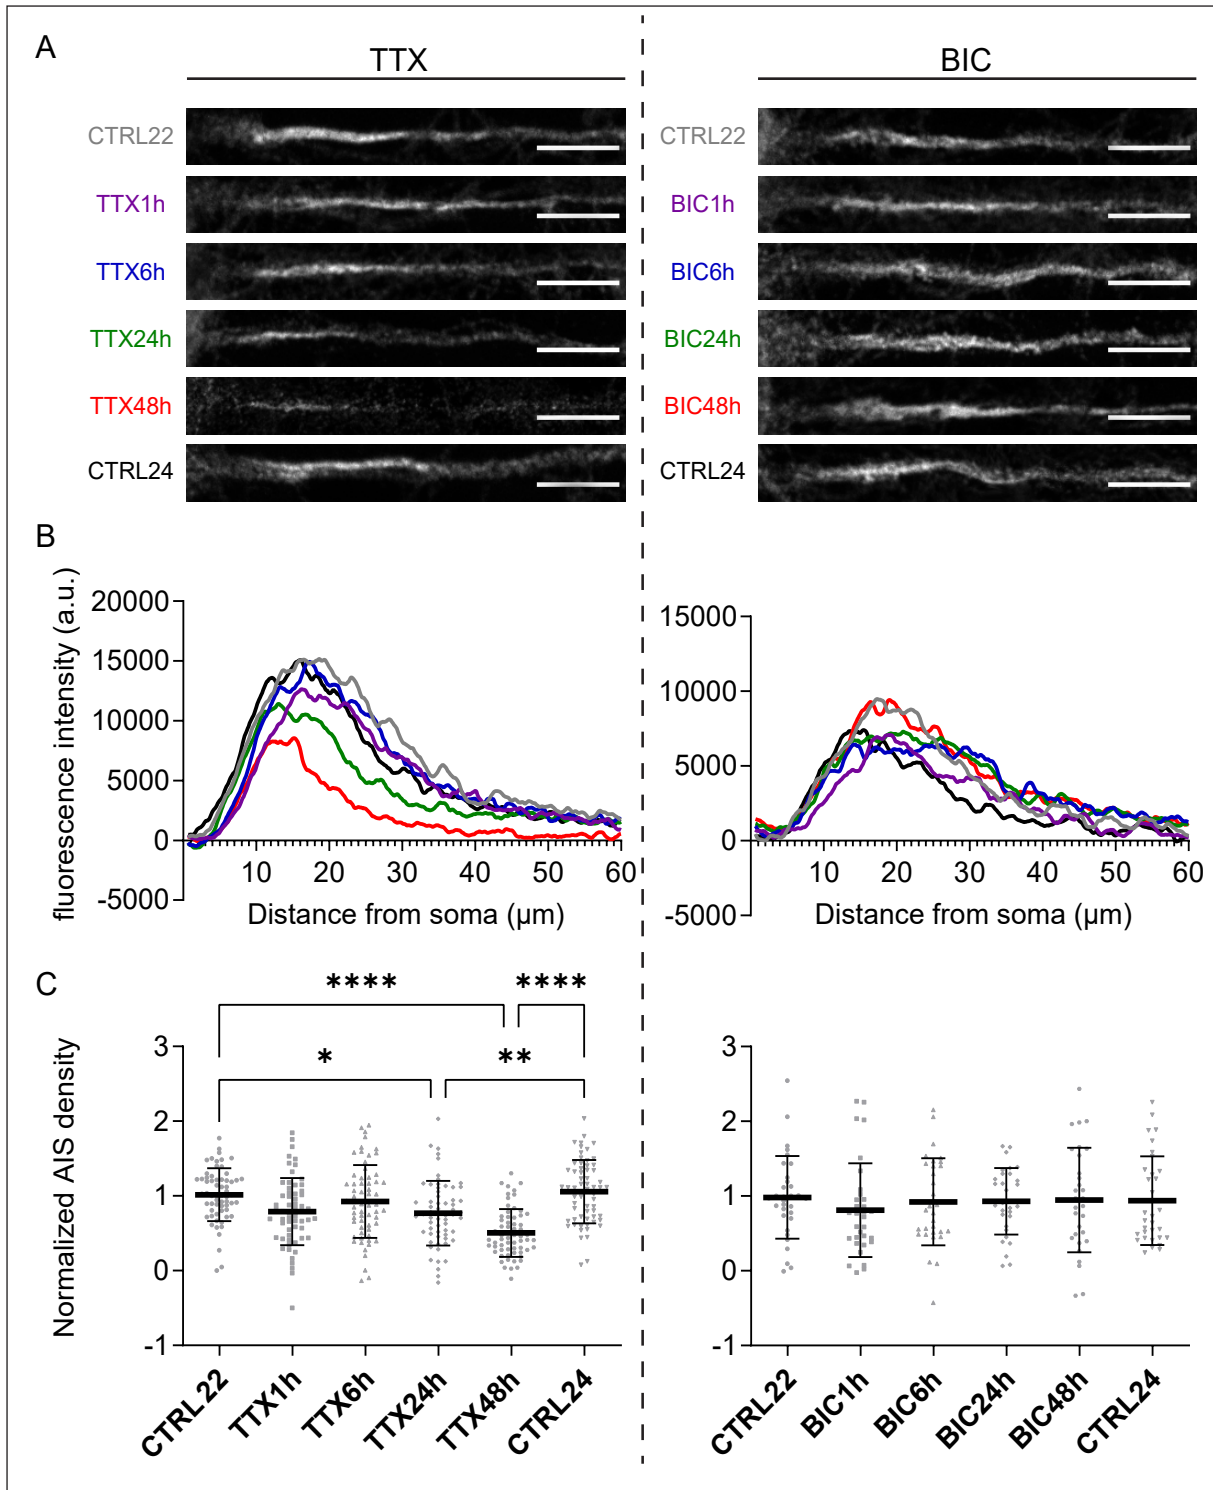 A
TTX
BIC
CTRL22
TTX1h
TTX6h
TTX24h
TTX48h
CTRL24
CTRL22
BIC1h
BIC6h
BIC24h
BIC48h
CTRL24
B
fluorescence intensity (a.u.)
20000
15000
10000
5000
0
-5000
10 20 30 40 50 60
Distance from soma (µm)
15000
10000
5000
0
-5000
10 20 30 40 50 60
Distance from soma (µm)
C
**** ****
* **
Normalized AIS density
3
2
1
0
-1
CTRL22 TTX1h TTX6h TTX24h TTX48h CTRL24
3
2
1
0
-1
CTRL22 BIC1h BIC6h BIC24h BIC48h CTRL24